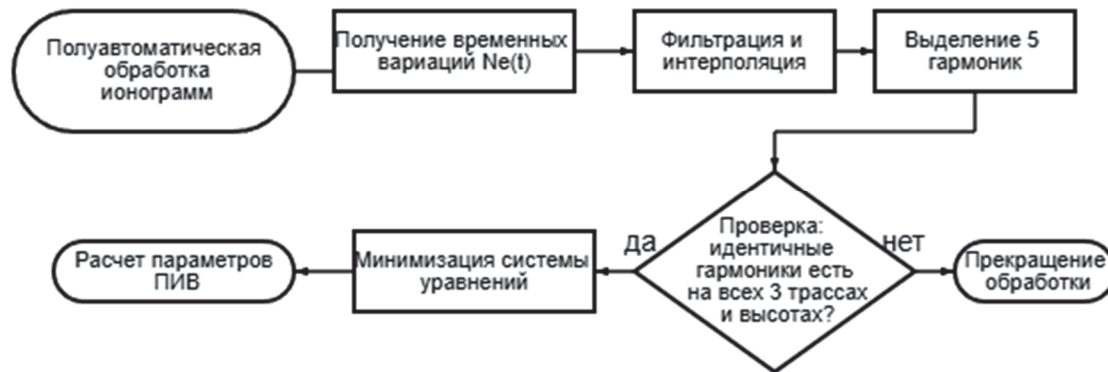 Полуавтоматическая
обработка
ионограмм
Получение временных
вариаций Ne(t)
Фильтрация и
интерполяция
Выделение 5
гармоник
Проверка:
идентичные
гармоники есть
на всех 3 трассах
и высотах?
да
нет
Минимизация системы
уравнений
Расчет параметров
ПИВ
Прекращение
обработки